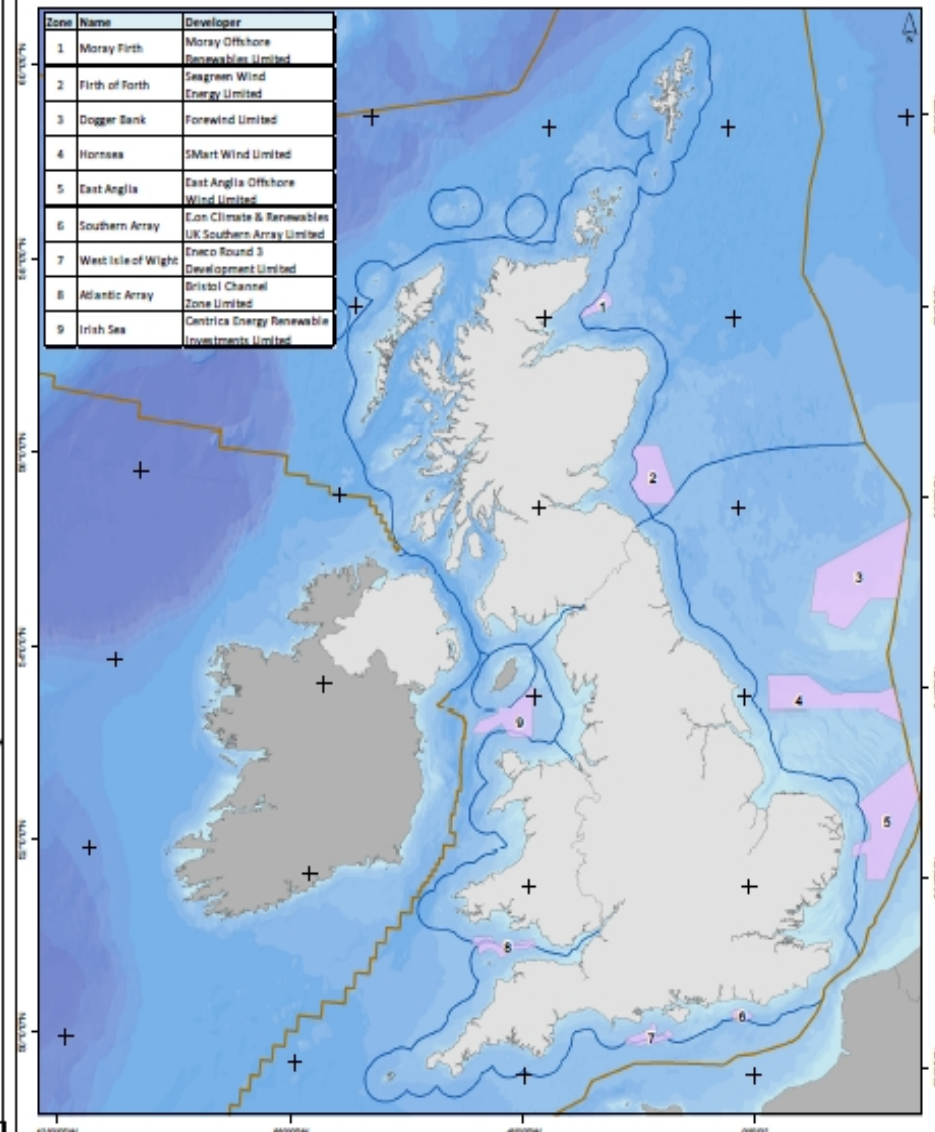 Zone Name Developer
1 Moray Firth Moray Offshore
Renewables Limited
2 Firth of Forth Seagreen Wind
Energy Limited
3 Dogger Bank Forewind Limited
4 Hornsea SMart Wind Limited
5 East Anglia East Anglia Offshore
Wind Limited
6 Southern Array E.on Climate & Renewables
UK Southern Array Limited
7 West Isle of Wight Eneco Round 3
Development Limited
8 Atlantic Array Bristol Channel
Zone Limited
9 Irish Sea Centrica Energy Renewable
Investments Limited
1
2
3
4
9
5
8
6
7